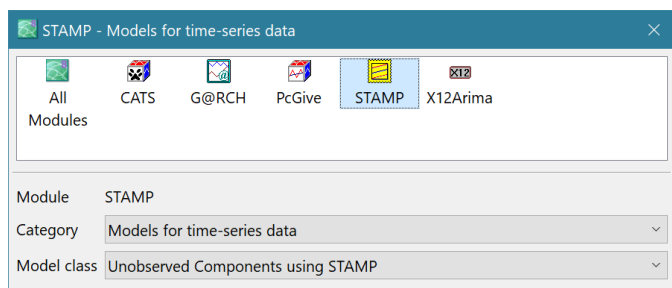 STAMP - Models for time-series data
X12
All Modules
CATS
G@RCH
PcGive
STAMP
X12Arima
Module STAMP
Category Models for time-series data
Model class Unobserved Components using STAMP